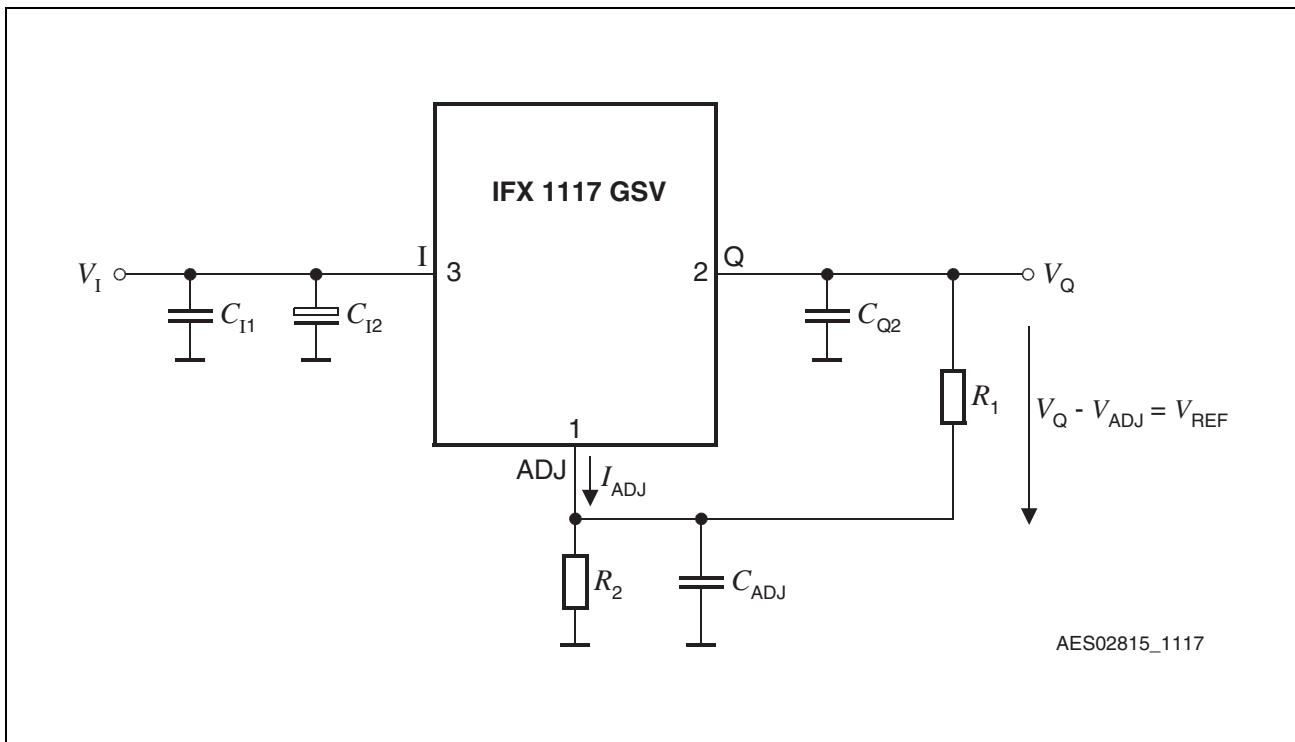 IFX 1117 GSV
I
3
2
Q
V_I
V_Q
C_I1
C_I2
C_Q2
R_1
V_Q - V_ADJ = V_REF
1
ADJ
I_ADJ
R_2
C_ADJ
AES02815_1117